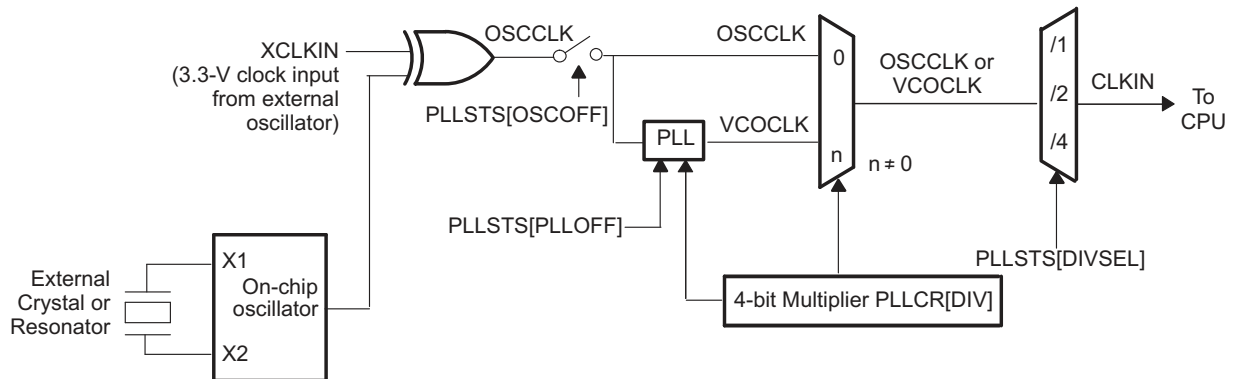 XCLKIN
(3.3-V clock input
from external
oscillator)
OSCCLK
PLLSTS[OSCOFF]
OSCCLK
0
OSCCLK or
VCOCLK
/1
/2
/4
CLKIN
To
CPU
PLL
VCOCLK
n
n ≠ 0
PLLSTS[PLLOFF]
PLLSTS[DIVSEL]
4-bit Multiplier PLLCR[DIV]
External
Crystal or
Resonator
X1
On-chip
oscillator
X2